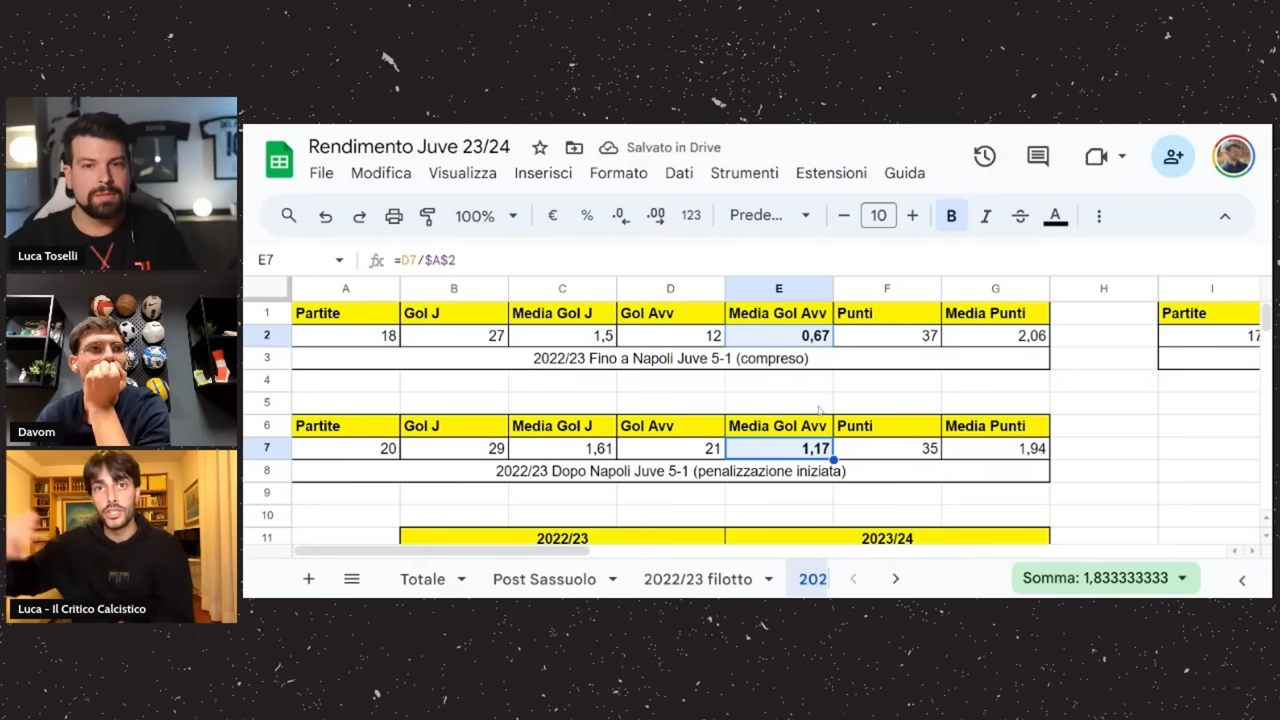 Luca Toselli
Davom
Luca - Il Critico Calcistico
Rendimento Juve 23/24
Salvato in Drive
File Modifica Visualizza Inserisci Formato Dati Strumenti Estensioni Guida
100% € % .0 .00 123 Prede... 10 B I S A
E7 fx =D7/$A$2
A B C D E F G H I
1 Partite Gol J Media Gol J Gol Avv Media Gol Avv Punti Media Punti Partite
2 18 27 1,5 12 0,67 37 2,06 17
3 2022/23 Fino a Napoli Juve 5-1 (compreso)
4
5
6 Partite Gol J Media Gol J Gol Avv Media Gol Avv Punti Media Punti
7 20 29 1,61 21 1,17 35 1,94
8 2022/23 Dopo Napoli Juve 5-1 (penalizzazione iniziata)
9
10
11 2022/23 2023/24
Totale Post Sassuolo 2022/23 filotto 202 Somma: 1,833333333